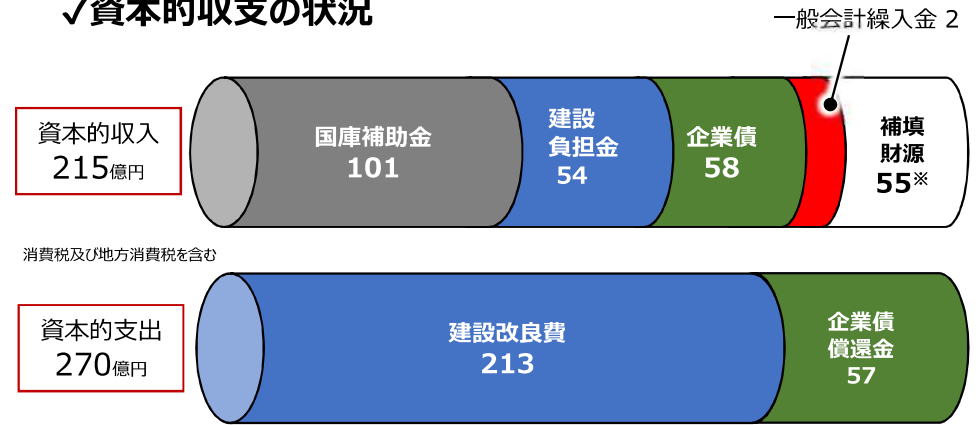 ✓資本的収支の状況
一般会計繰入金 2
資本的収入
215億円
国庫補助金
101
建設
負担金
54
企業債
58
補填
財源
55※
消費税及び地方消費税を含む
資本的支出
270億円
建設改良費
213
企業債
償還金
57